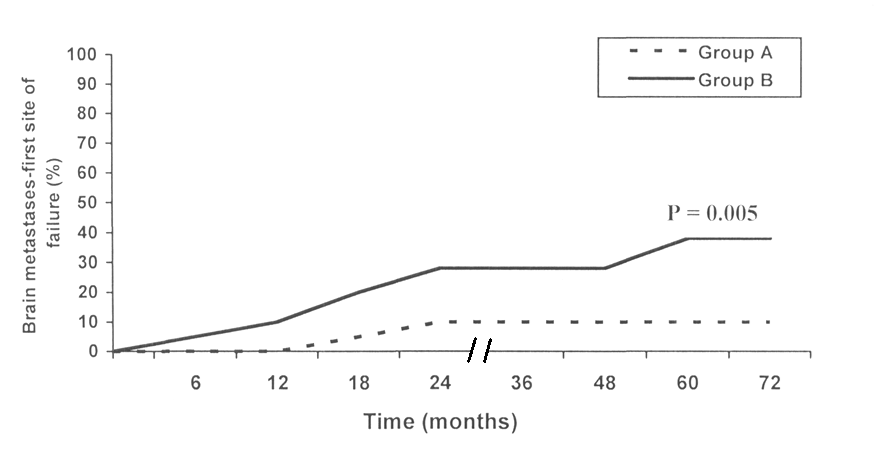 Group A
Group B
100
90
80
70
60
50
40
30
20
10
0
Brain metastases-first site of
failure (%)
P = 0.005
6 12 18 24 36 48 60 72
Time (months)